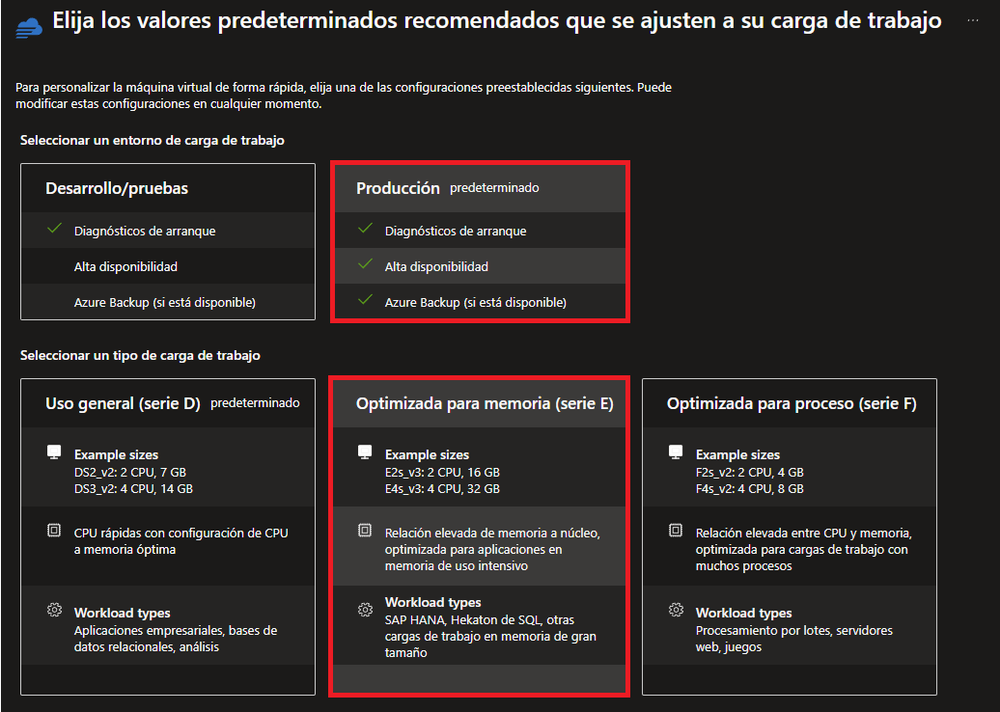 Elija los valores predeterminados recomendados que se ajusten a su carga de trabajo
...
Para personalizar la máquina virtual de forma rápida, elija una de las configuraciones preestablecidas siguientes. Puede
modificar estas configuraciones en cualquier momento.
Seleccionar un entorno de carga de trabajo
Desarrollo/pruebas
Diagnósticos de arranque
Alta disponibilidad
Azure Backup (si está disponible)
Producción predeterminado
Diagnósticos de arranque
Alta disponibilidad
Azure Backup (si está disponible)
Seleccionar un tipo de carga de trabajo
Uso general (serie D) predeterminado
Example sizes
DS2_v2: 2 CPU, 7 GB
DS3_v2: 4 CPU, 14 GB
CPU rápidas con configuración de CPU
a memoria óptima
Workload types
Aplicaciones empresariales, bases de
datos relacionales, análisis
Optimizada para memoria (serie E)
Example sizes
E2s_v3: 2 CPU, 16 GB
E4s_v3: 4 CPU, 32 GB
Relación elevada de memoria a núcleo,
optimizada para aplicaciones en
memoria de uso intensivo
Workload types
SAP HANA, Hekaton de SQL, otras
cargas de trabajo en memoria de gran
tamaño
Optimizada para proceso (serie F)
Example sizes
F2s_v2: 2 CPU, 4 GB
F4s_v2: 4 CPU, 8 GB
Relación elevada entre CPU y memoria,
optimizada para cargas de trabajo con
muchos procesos
Workload types
Procesamiento por lotes, servidores
web, juegos